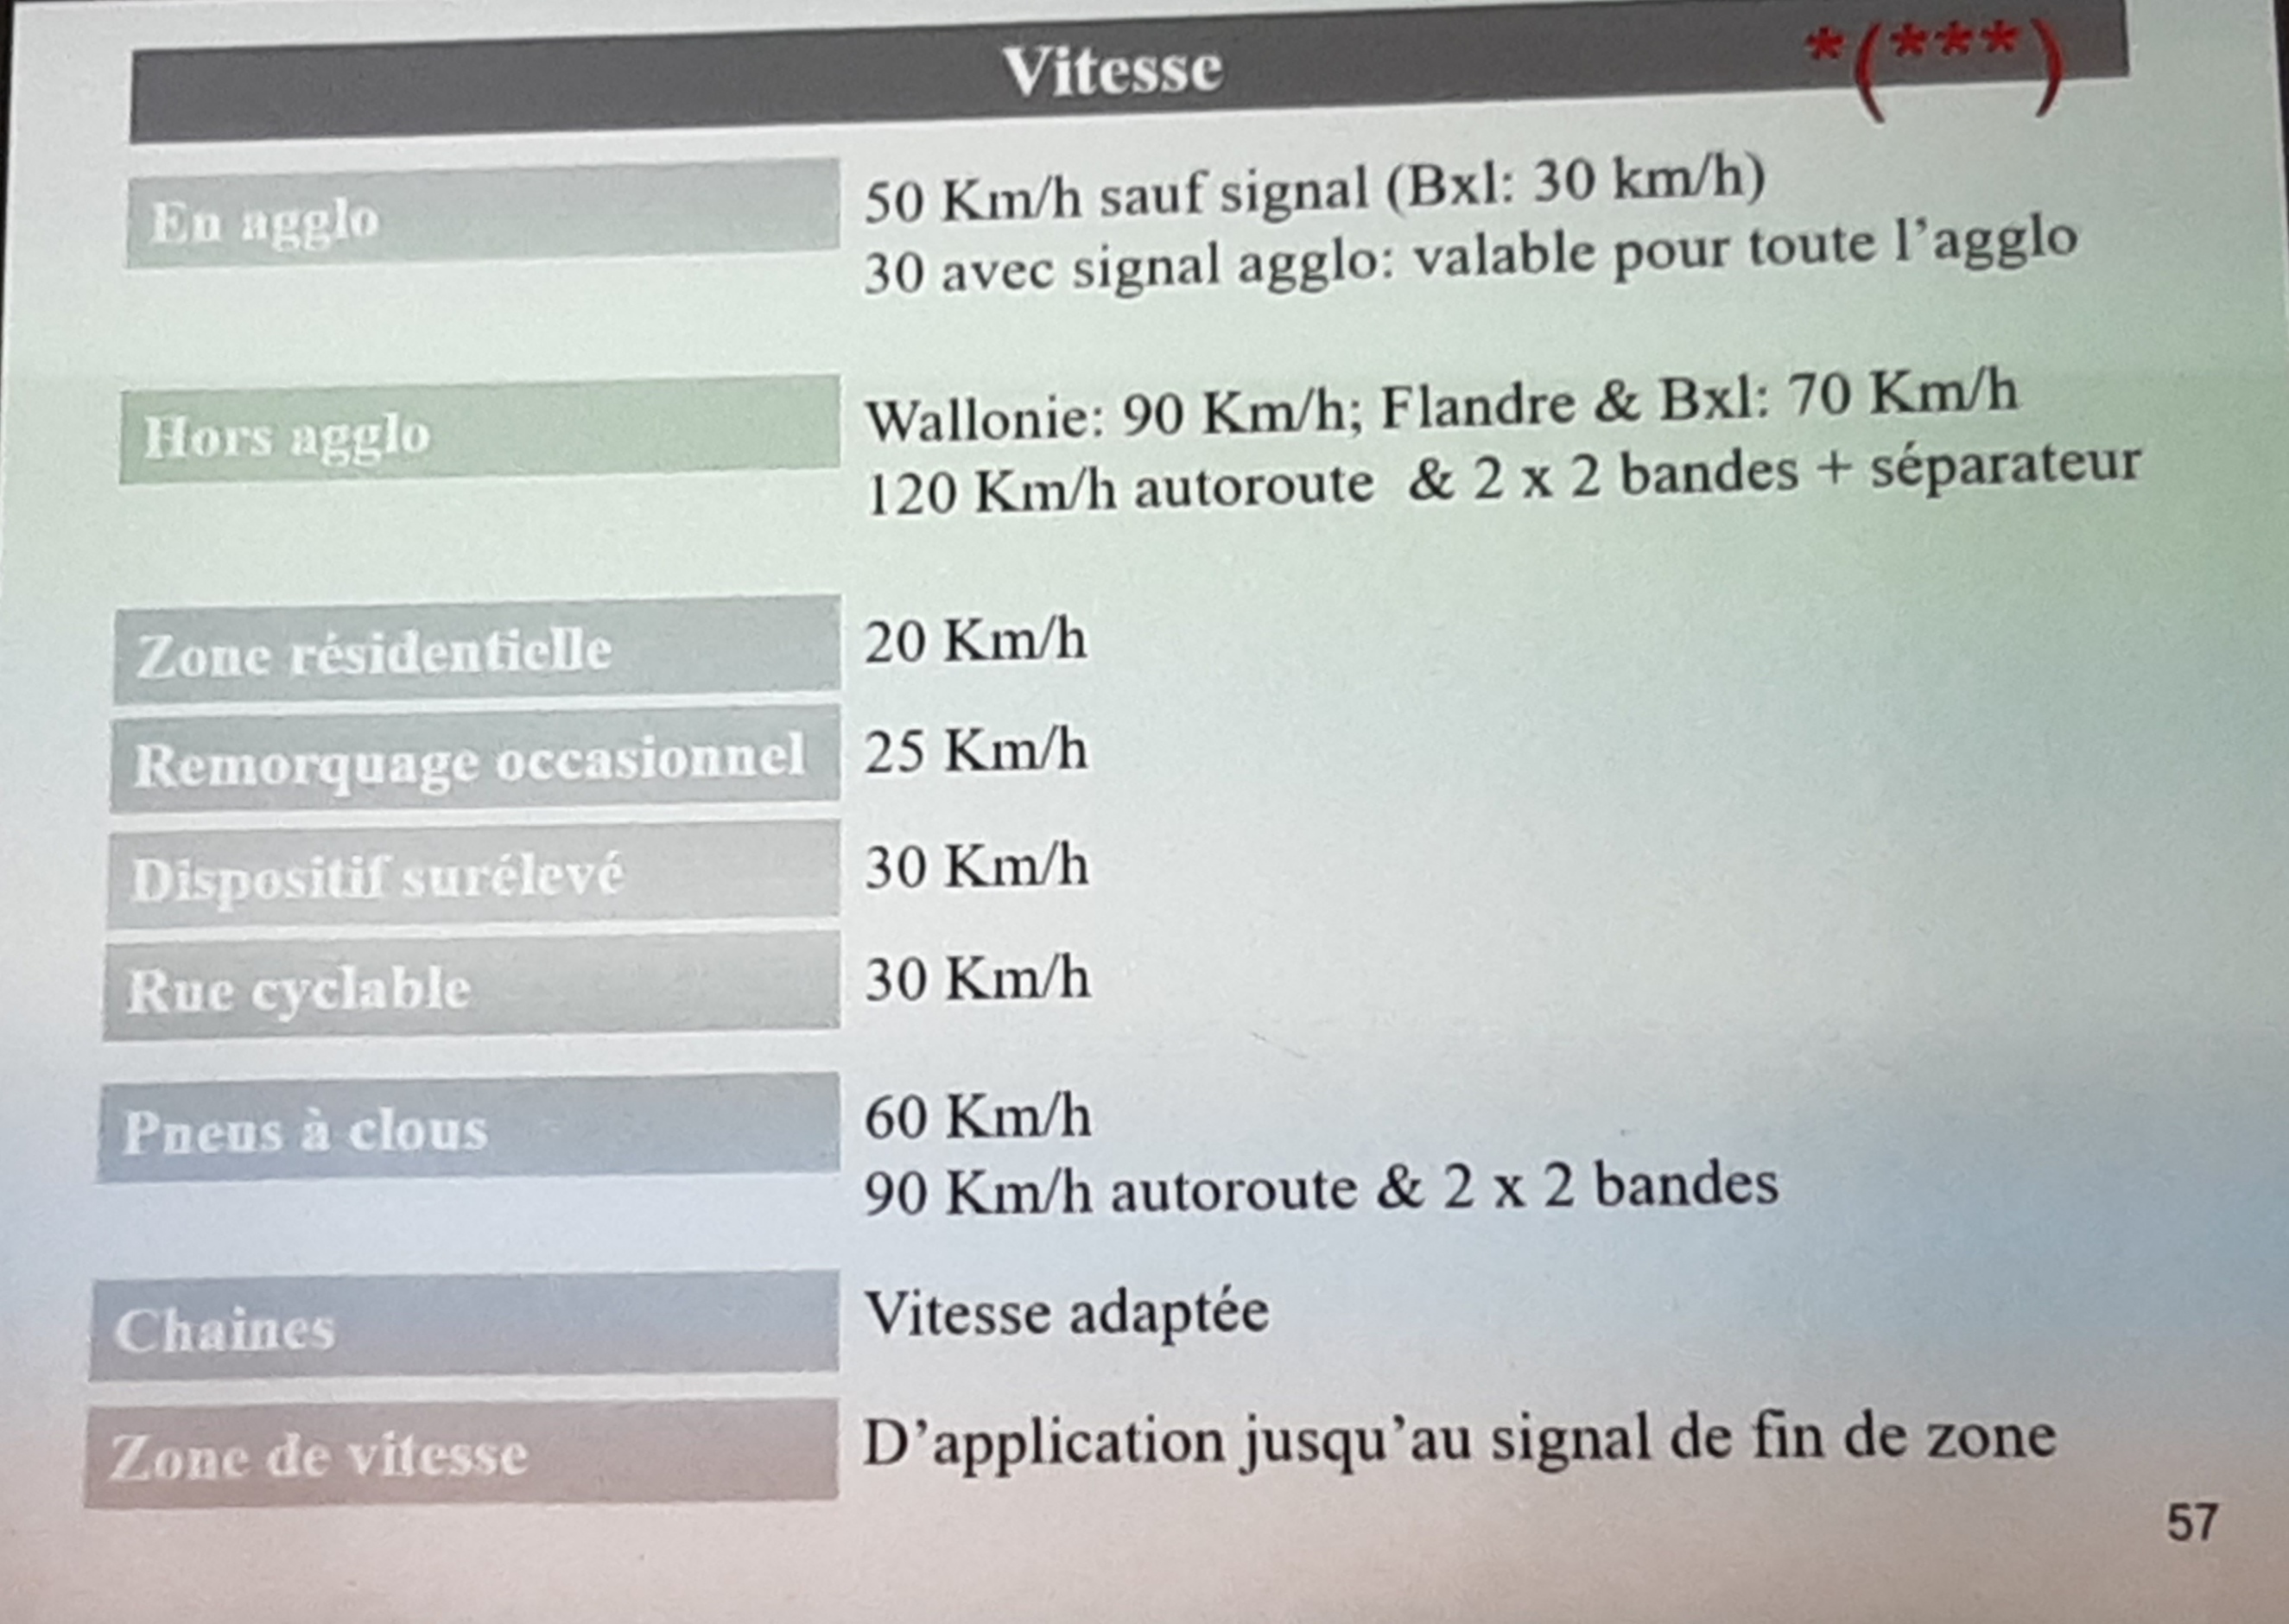 Vitesse *(***)
En agglo 50 Km/h sauf signal (Bxl: 30 km/h)
30 avec signal agglo: valable pour toute l’agglo
Hors agglo Wallonie: 90 Km/h; Flandre & Bxl: 70 Km/h
120 Km/h autoroute & 2 x 2 bandes + séparateur
Zone résidentielle 20 Km/h
Remorquage occasionnel 25 Km/h
Dispositif surélevé 30 Km/h
Rue cyclable 30 Km/h
Pneus à clous 60 Km/h
90 Km/h autoroute & 2 x 2 bandes
Chaines Vitesse adaptée
Zone de vitesse D’application jusqu’au signal de fin de zone
57